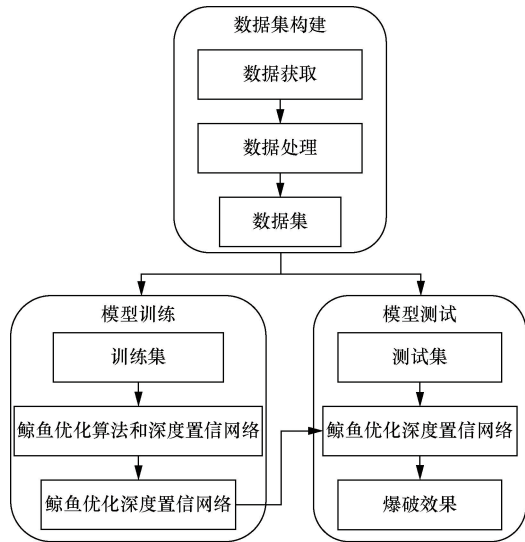 数据集构建
数据获取
数据处理
数据集
模型训练
训练集
鲸鱼优化算法和深度置信网络
鲸鱼优化深度置信网络
模型测试
测试集
鲸鱼优化深度置信网络
爆破效果